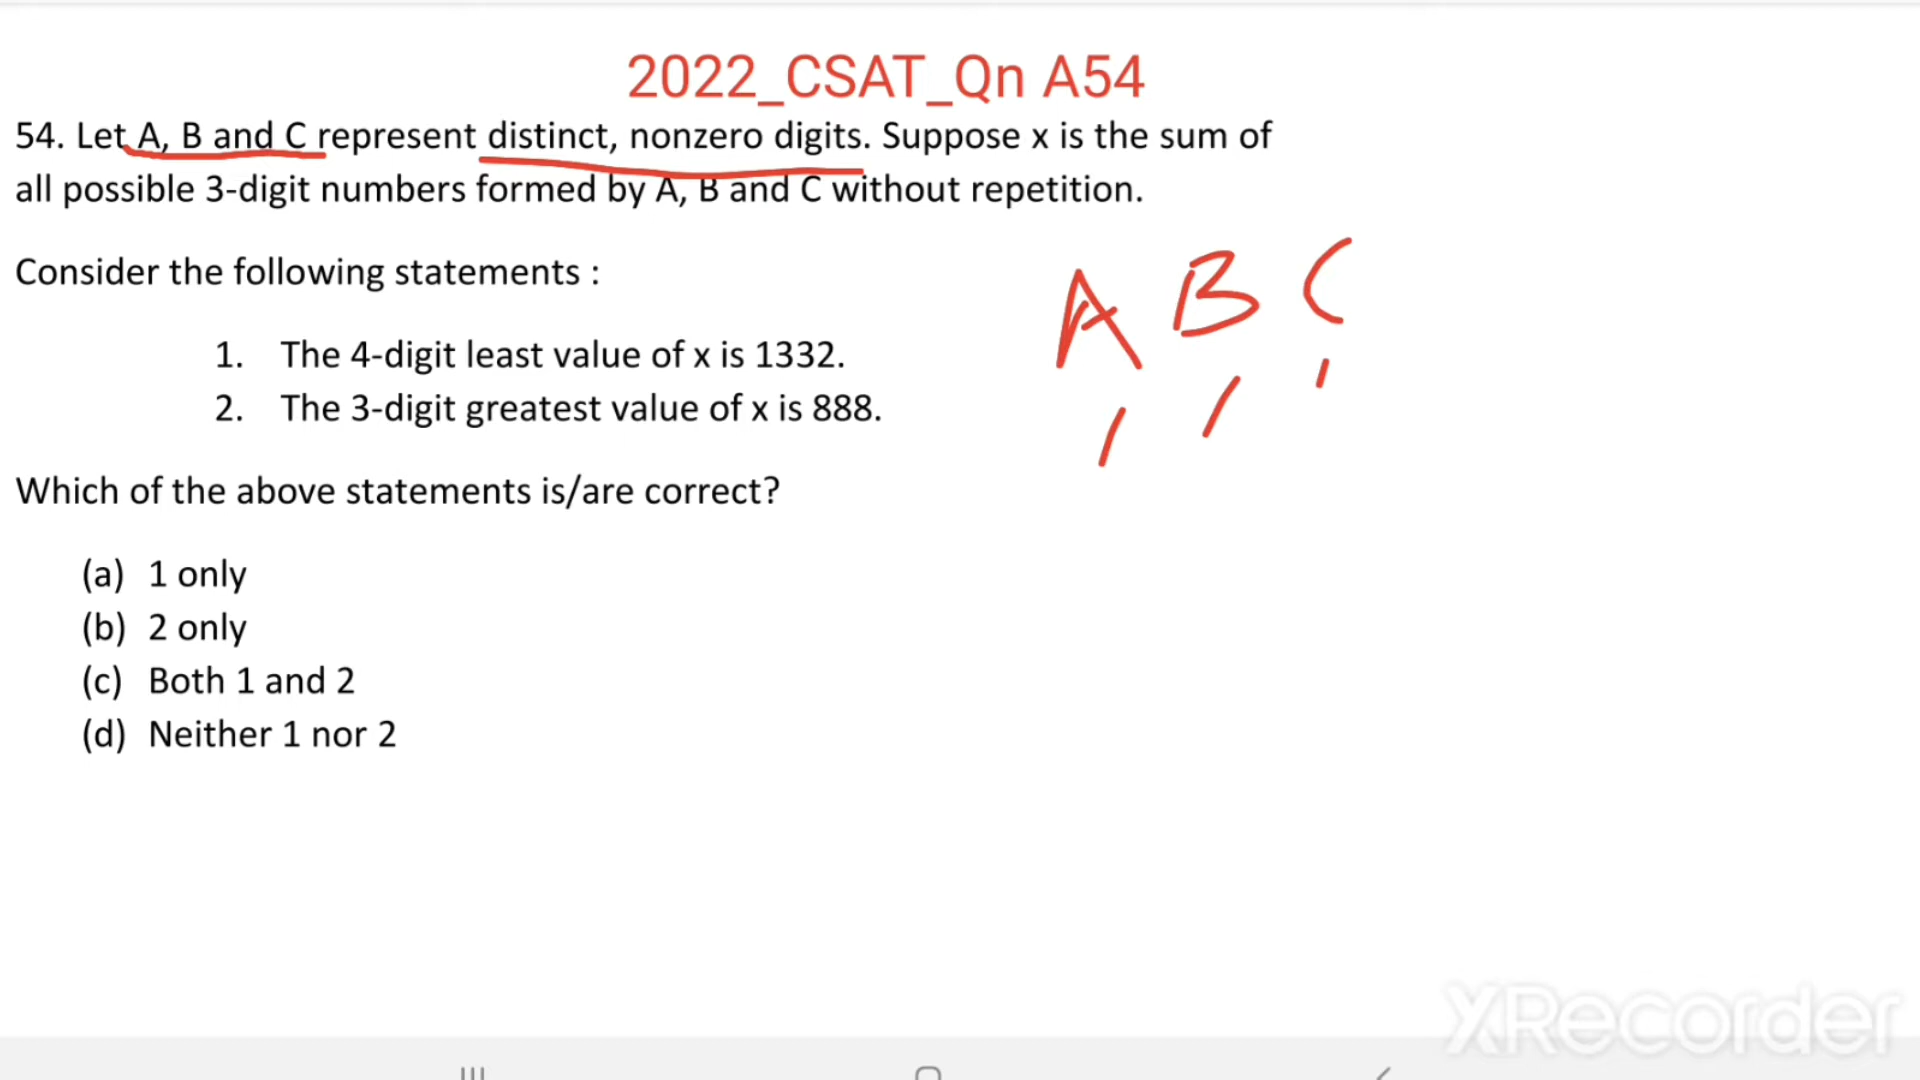 2022_CSAT_Qn A54
54. Let A, B and C represent distinct, nonzero digits. Suppose x is the sum of
all possible 3-digit numbers formed by A, B and C without repetition.
Consider the following statements :
A B C
1. The 4-digit least value of x is 1332.
2. The 3-digit greatest value of x is 888.
Which of the above statements is/are correct?
(a) 1 only
(b) 2 only
(c) Both 1 and 2
(d) Neither 1 nor 2
XRecorder